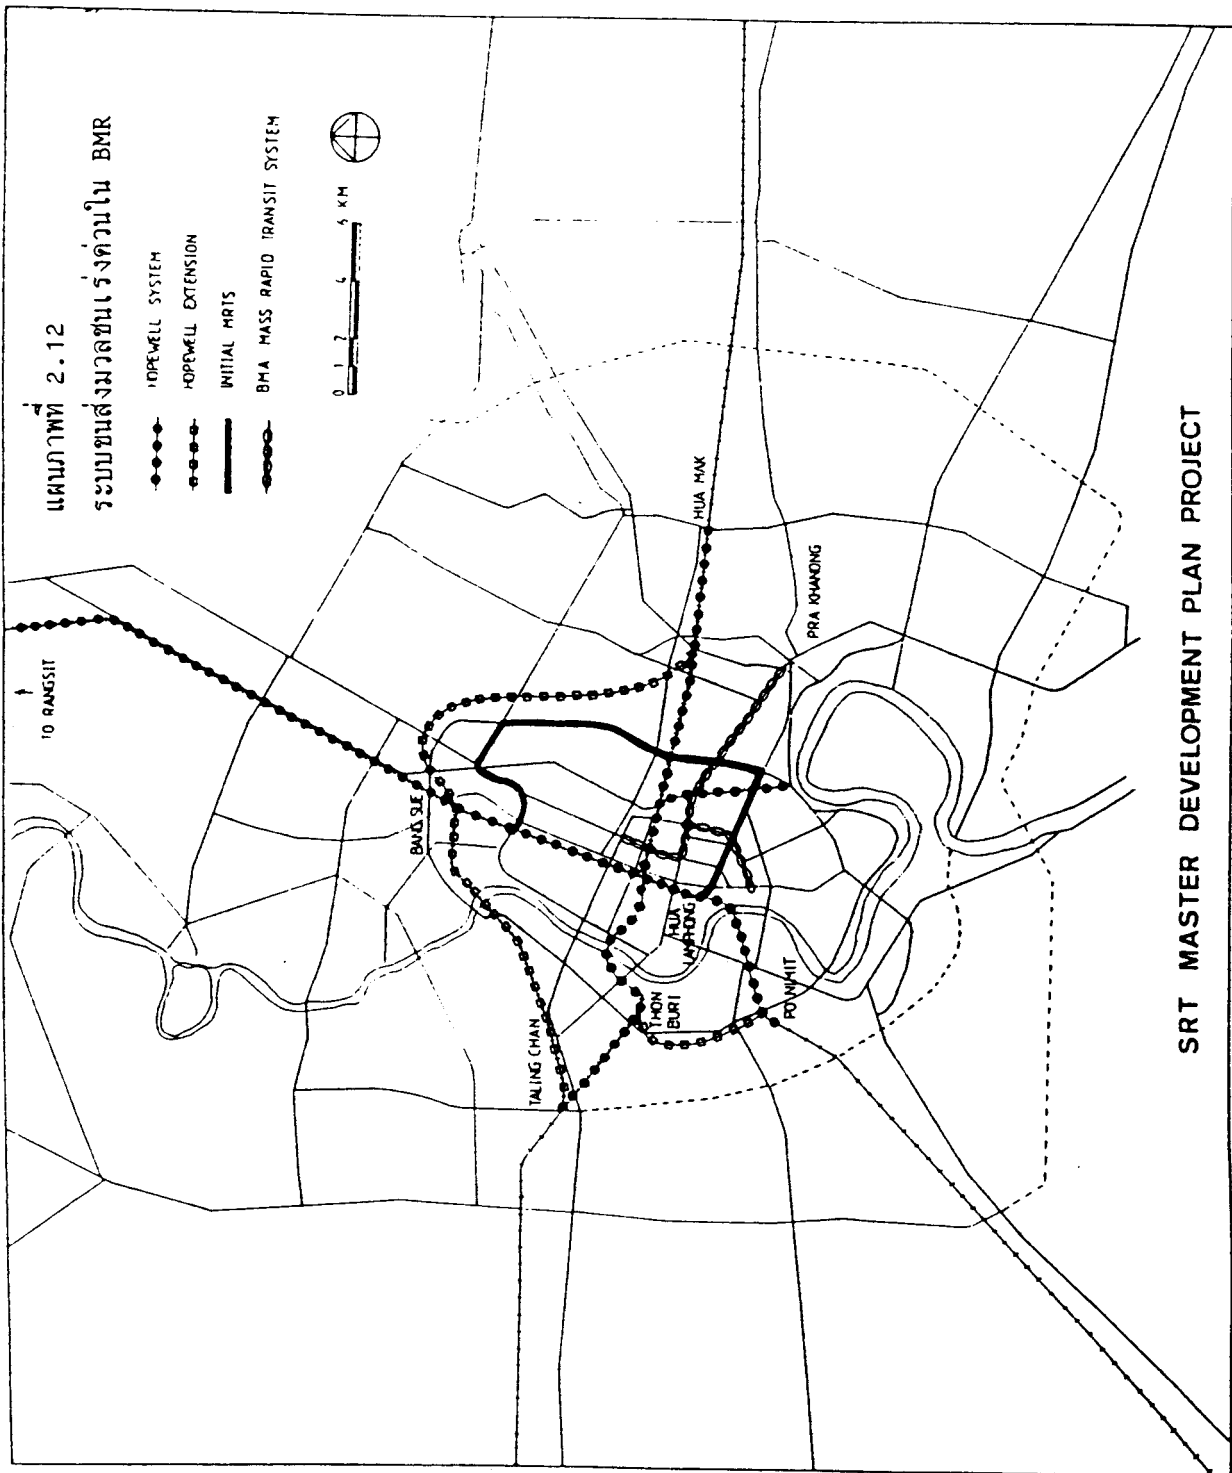 แผนภาพที่ 2.12
ระบบขนส่งมวลชนเร่งด่วนใน BMR
HOPEWELL SYSTEM
HOPEWELL EXTENSION
INITIAL MRTS
BMA MASS RAPID TRANSIT SYSTEM
0 1 2 4 5 KM
TO RANGSIT
BANG SUE
TALING CHAN
THON
BURI
HUA
LAMPHONG
PO NIMIT
HUA MAK
PRA KHANONG
SRT MASTER DEVELOPMENT PLAN PROJECT